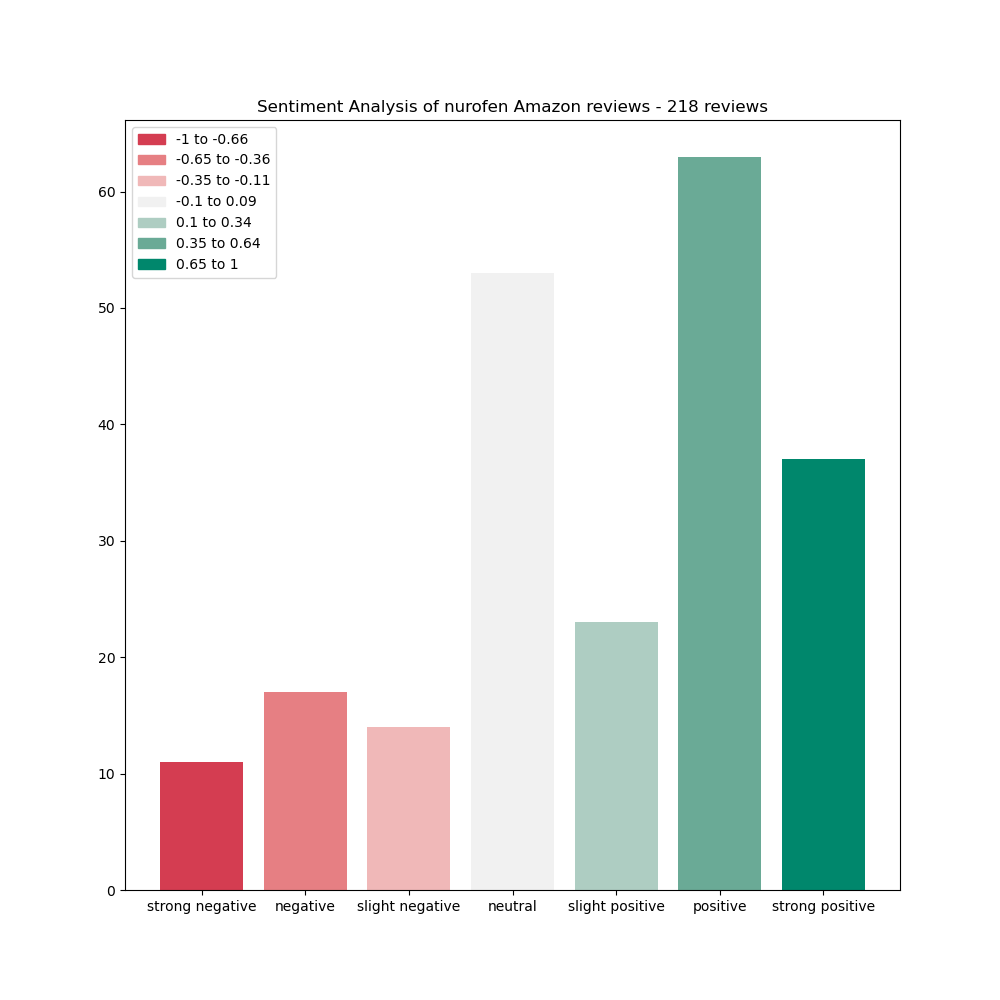 Sentiment Analysis of nurofen Amazon reviews - 218 reviews
-1 to -0.66
-0.65 to -0.36
-0.35 to -0.11
-0.1 to 0.09
0.1 to 0.34
0.35 to 0.64
0.65 to 1
60
50
40
30
20
10
0
strong negative negative slight negative neutral slight positive positive strong positive